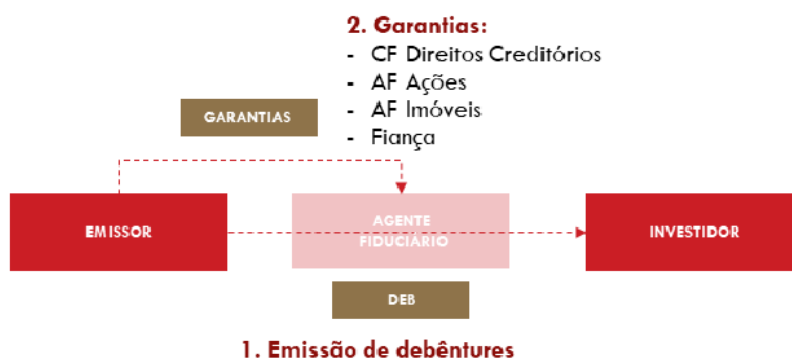 2. Garantias:
- CF Direitos Creditórios
- AF Ações
- AF Imóveis
- Fiança
GARANTIAS
EMISSOR
AGENTE
FIDUCIÁRIO
INVESTIDOR
DEB
1. Emissão de debêntures